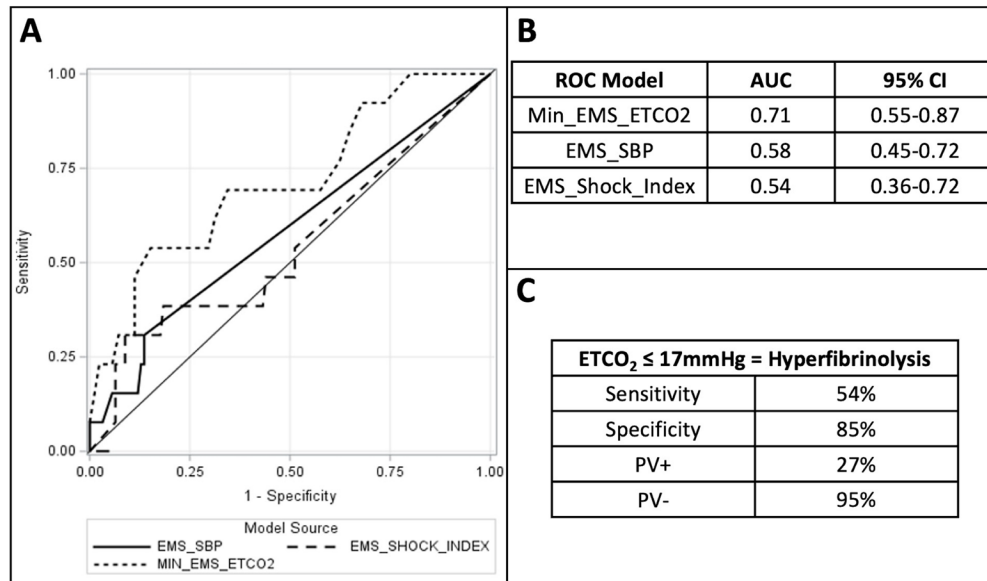 A
1.00
0.75
0.50
0.25
0.00
Sensitivity
0.00 0.25 0.50 0.75 1.00
1 - Specificity
Model Source
EMS_SBP EMS_SHOCK_INDEX
MIN_EMS_ETCO2
B
ROC Model AUC 95% CI
Min_EMS_ETCO2 0.71 0.55-0.87
EMS_SBP 0.58 0.45-0.72
EMS_Shock_Index 0.54 0.36-0.72
C
ETCO₂ ≤ 17mmHg = Hyperfibrinolysis
Sensitivity 54%
Specificity 85%
PV+ 27%
PV- 95%